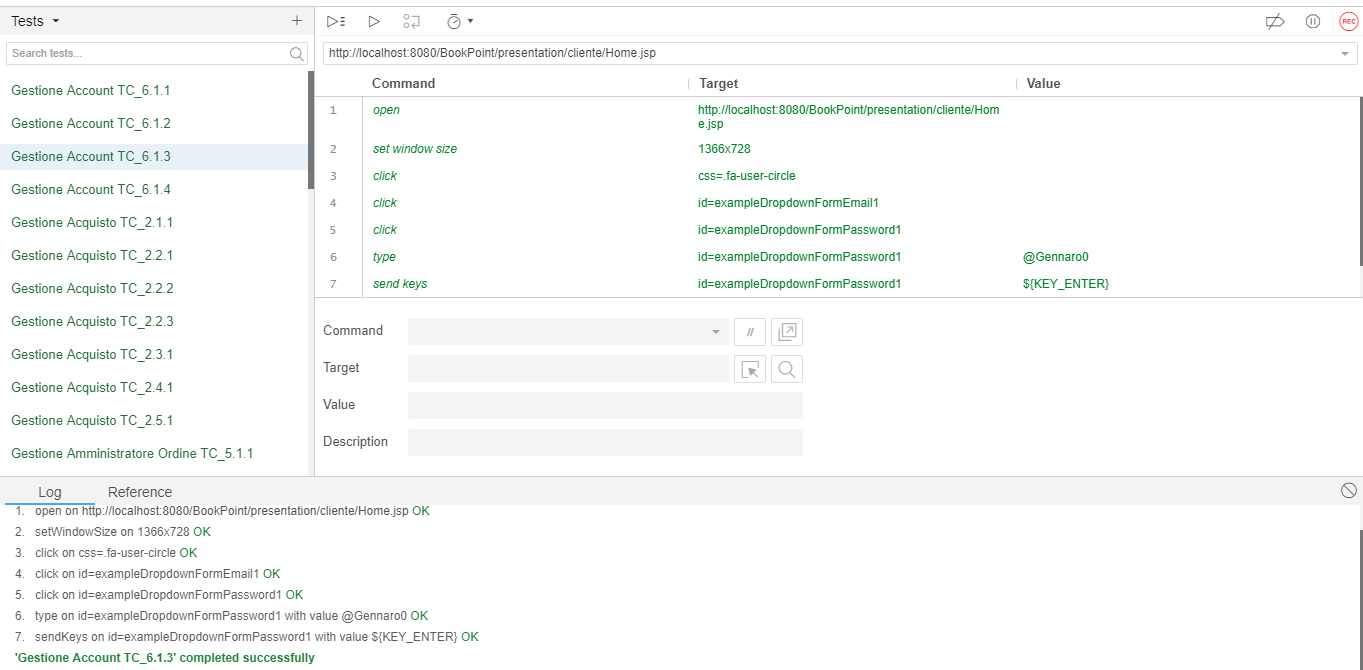 Tests
+
REC
Search tests...
http://localhost:8080/BookPoint/presentation/cliente/Home.jsp
Gestione Account TC_6.1.1
Gestione Account TC_6.1.2
Gestione Account TC_6.1.3
Gestione Account TC_6.1.4
Gestione Acquisto TC_2.1.1
Gestione Acquisto TC_2.2.1
Gestione Acquisto TC_2.2.2
Gestione Acquisto TC_2.2.3
Gestione Acquisto TC_2.3.1
Gestione Acquisto TC_2.4.1
Gestione Acquisto TC_2.5.1
Gestione Amministratore Ordine TC_5.1.1
Command Target Value
1 open http://localhost:8080/BookPoint/presentation/cliente/Hom
e.jsp
2 set window size 1366x728
3 click css=.fa-user-circle
4 click id=exampleDropdownFormEmail1
5 click id=exampleDropdownFormPassword1
6 type id=exampleDropdownFormPassword1 @Gennaro0
7 send keys id=exampleDropdownFormPassword1 ${KEY_ENTER}
Command //
Target
Value
Description
Log Reference
1. open on http://localhost:8080/BookPoint/presentation/cliente/Home.jsp OK
2. setWindowSize on 1366x728 OK
3. click on css=.fa-user-circle OK
4. click on id=exampleDropdownFormEmail1 OK
5. click on id=exampleDropdownFormPassword1 OK
6. type on id=exampleDropdownFormPassword1 with value @Gennaro0 OK
7. sendKeys on id=exampleDropdownFormPassword1 with value ${KEY_ENTER} OK
'Gestione Account TC_6.1.3' completed successfully